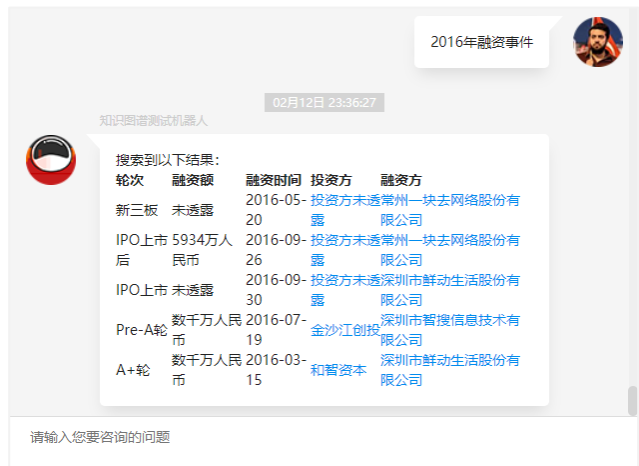 2016年融资事件
02月12日 23:36:27
知识图谱测试机器人
搜索到以下结果：
轮次 融资额 融资时间 投资方 融资方
新三板 未透露 2016-05-20 投资方未透露 常州一块去网络股份有限公司
IPO上市后 5934万人民币 2016-09-26 投资方未透露 常州一块去网络股份有限公司
IPO上市 未透露 2016-09-30 投资方未透露 深圳市鲜动生活股份有限公司
Pre-A轮 数千万人民币 2016-07-19 金沙江创投 深圳市智搜信息技术有限公司
A+轮 数千万人民币 2016-03-15 和智资本 深圳市鲜动生活股份有限公司
请输入您要咨询的问题